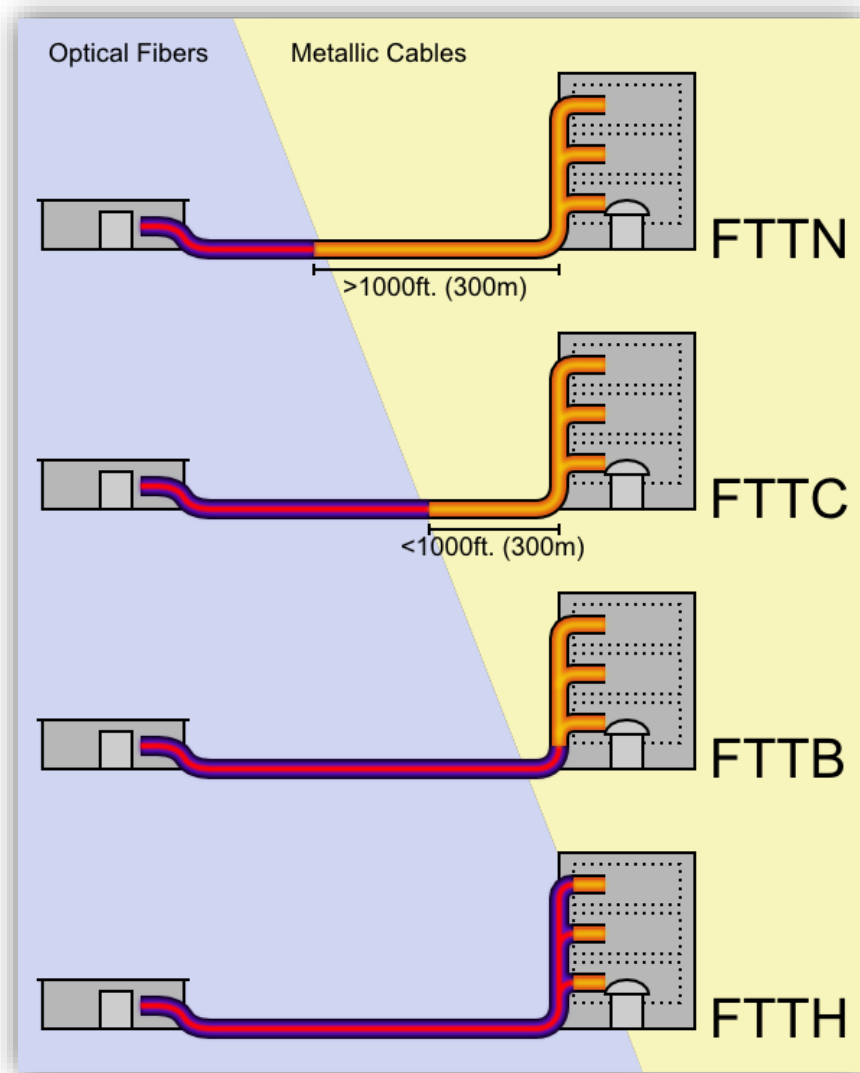 Optical Fibers
Metallic Cables
FTTN
>1000ft. (300m)
FTTC
<1000ft. (300m)
FTTB
FTTH